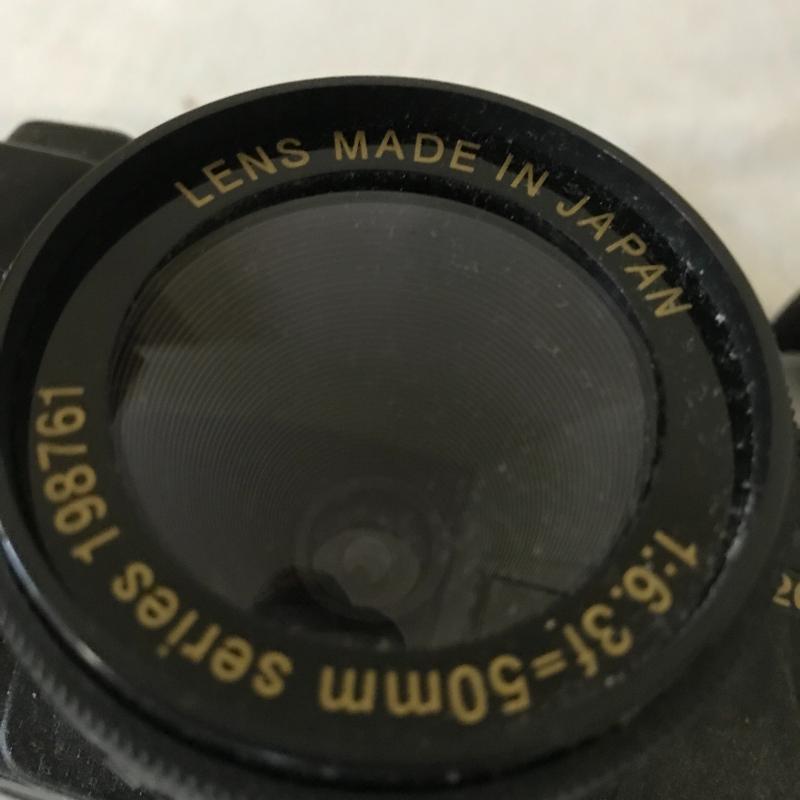 LENS MADE IN JAPAN
1:6.3f=50mm series 198761